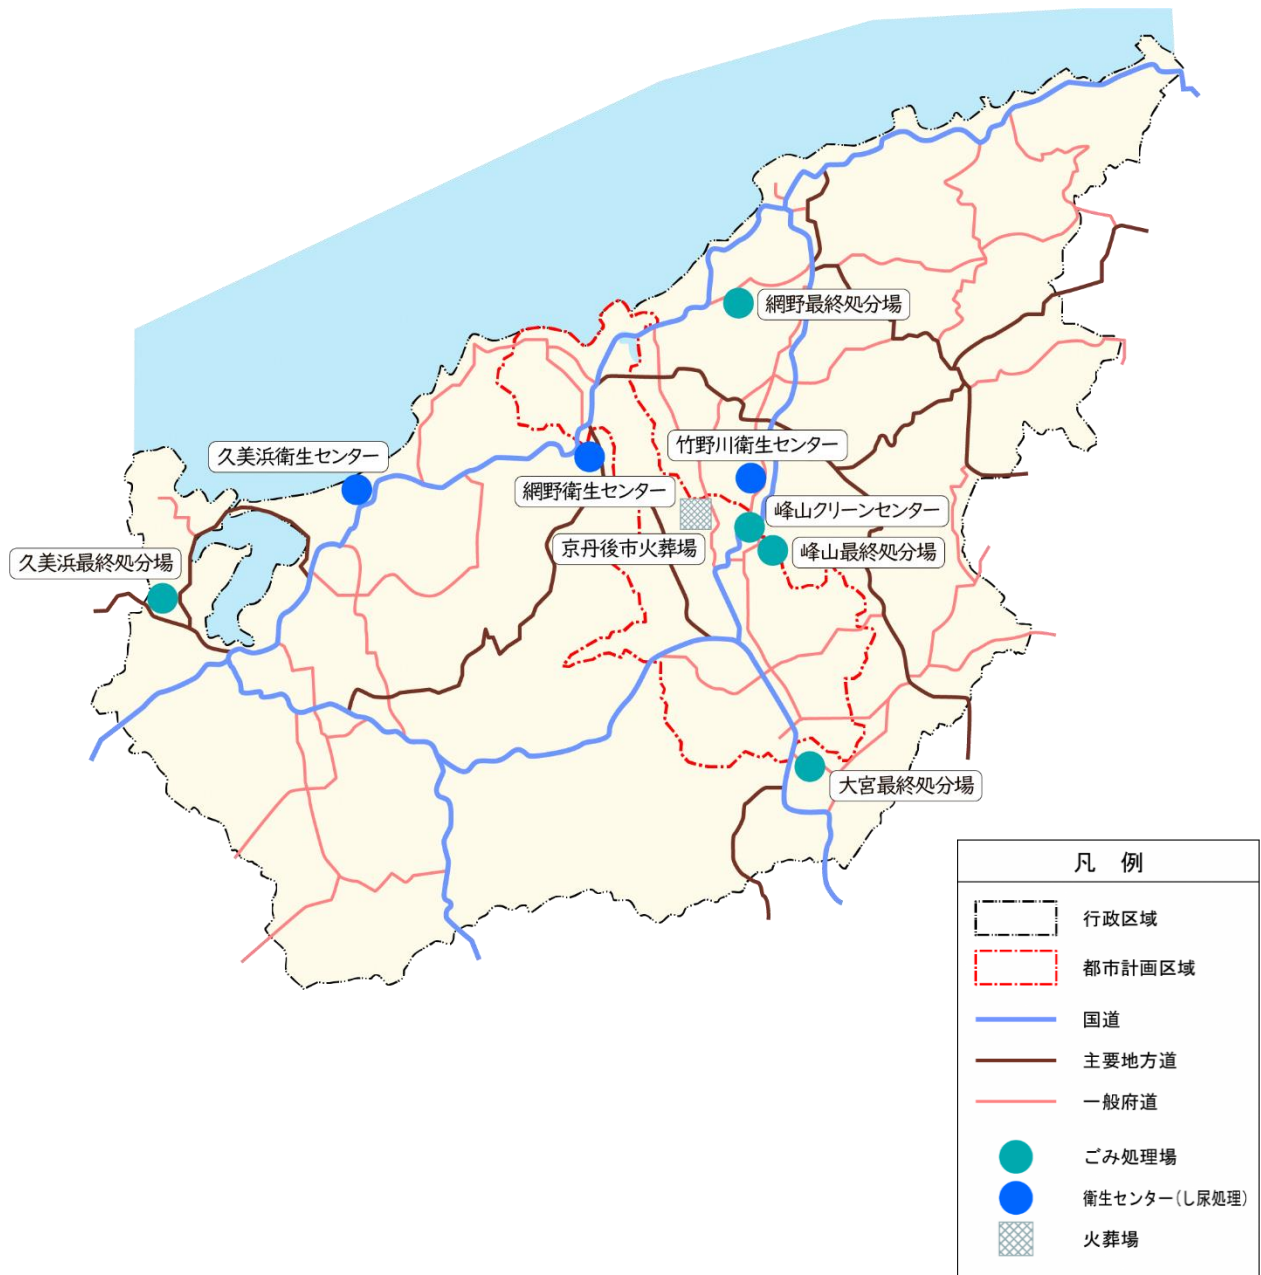 網野最終処分場
久美浜衛生センター
竹野川衛生センター
網野衛生センター
峰山クリーンセンター
京丹後市火葬場
峰山最終処分場
久美浜最終処分場
大宮最終処分場
凡 例
行政区域
都市計画区域
国道
主要地方道
一般府道
ごみ処理場
衛生センター(し尿処理)
火葬場